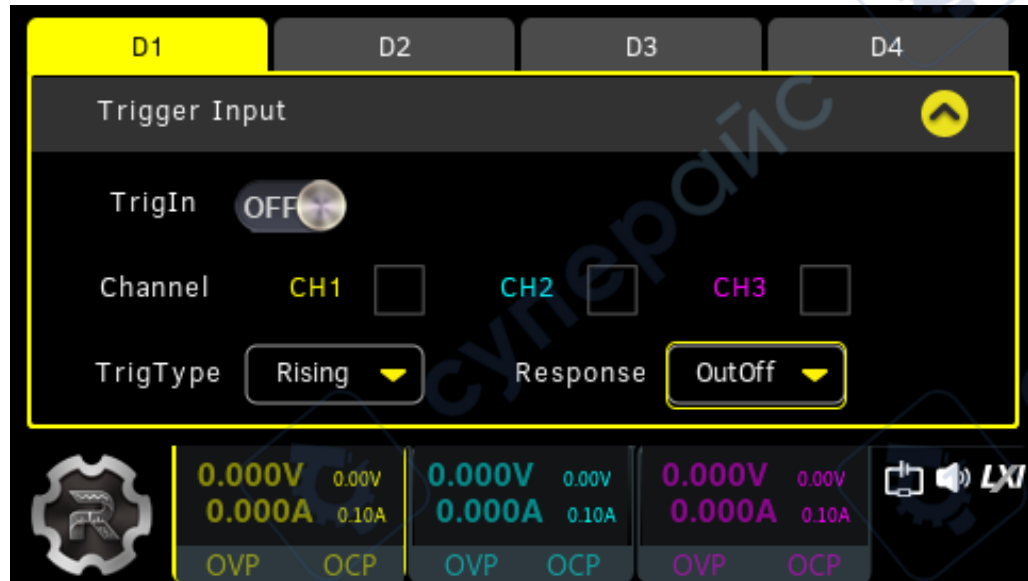 D1 D2 D3 D4
Trigger Input
TrigIn OFF
Channel CH1 CH2 CH3
TrigType Rising Response OutOff
0.000V 0.00V 0.000V 0.00V 0.000V 0.00V
0.000A 0.10A 0.000A 0.10A 0.000A 0.10A
LXI
OVP OCP OVP OCP OVP OCP
R
суперайс